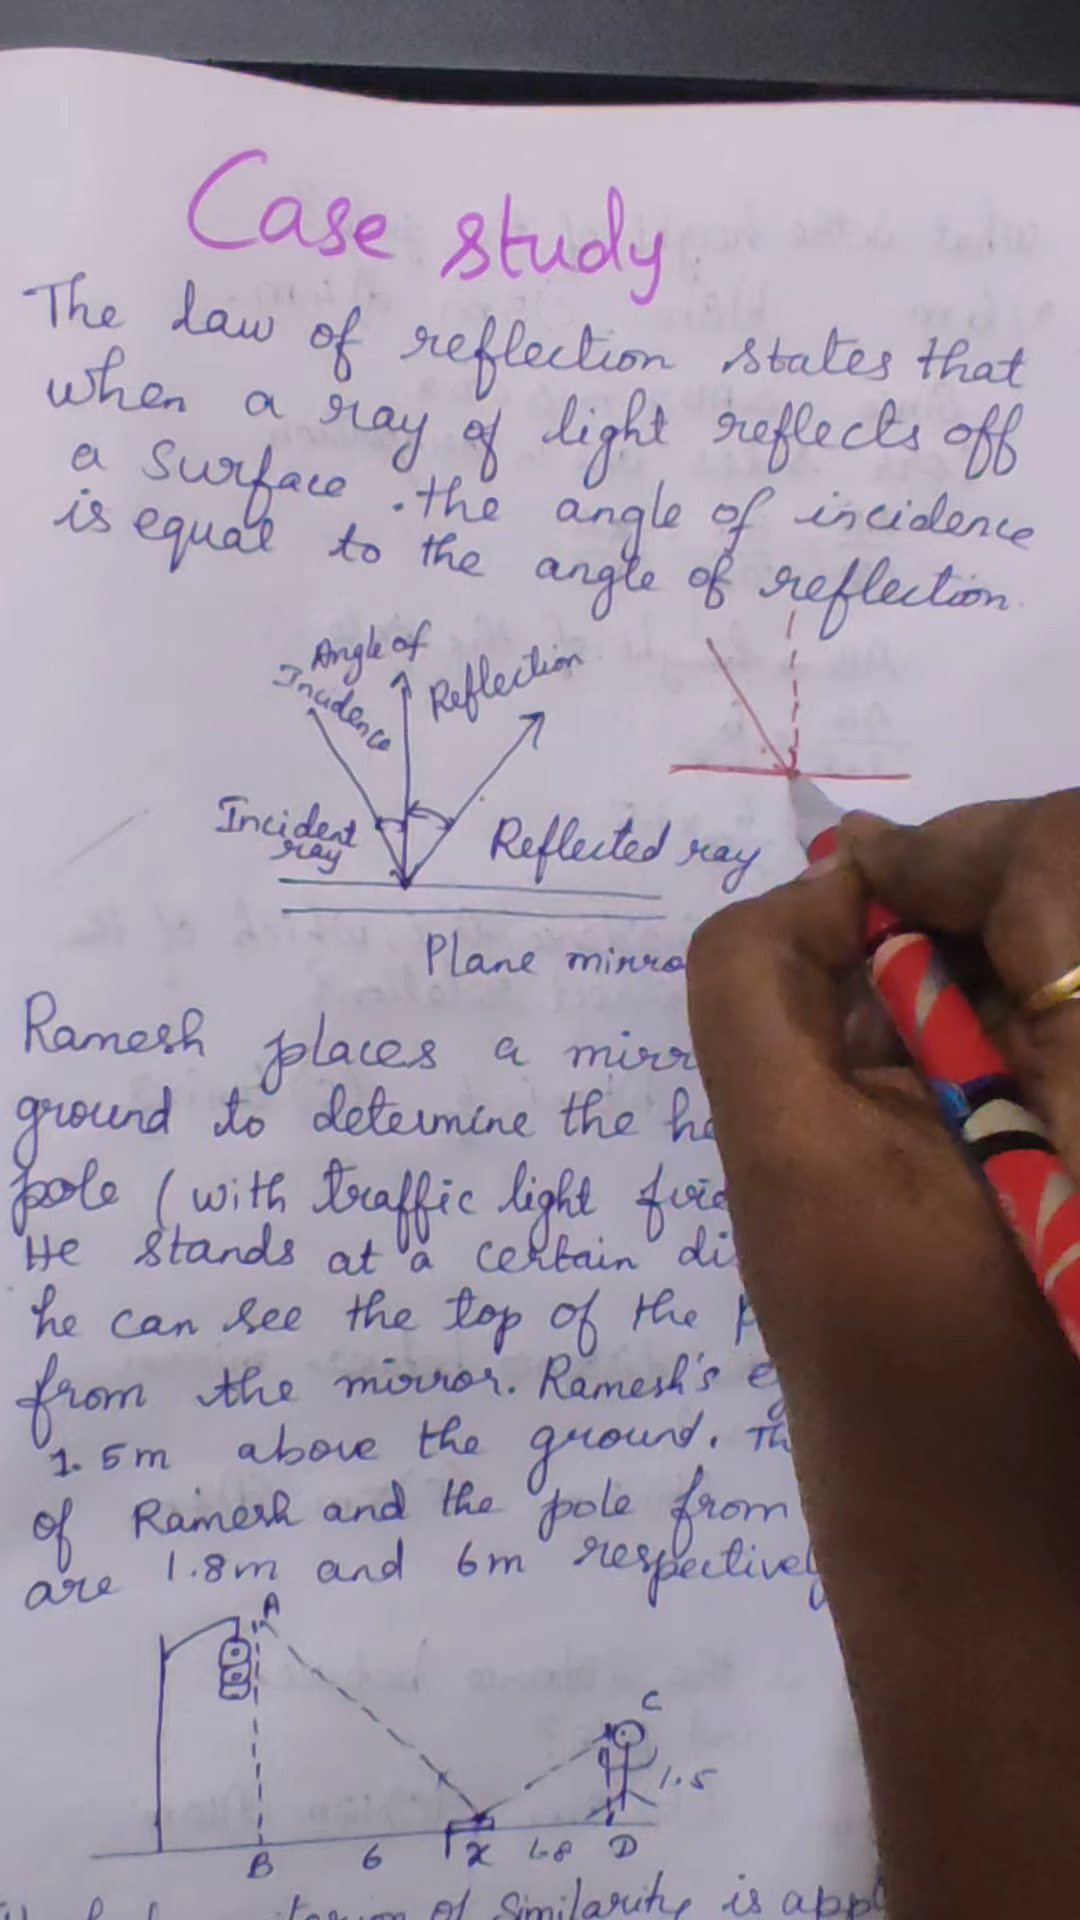 Case study
The law of reflection states that
when a ray of light reflects off
a surface . the angle of incidence
is equal to the angle of reflection.
Angle of
Incidence
Reflection
Incident
ray
Reflected ray
Plane
Ramesh places a
ground to determine the
pole (with traffic light
He stands at a certain
he can see the top of the
from the mirror. Ramesh's
1.5m above the ground.
of Ramesh and the pole from
are 1.8m and 6m respectively
A
C
1.5
B 6 X 1.8 D
of Similarity is